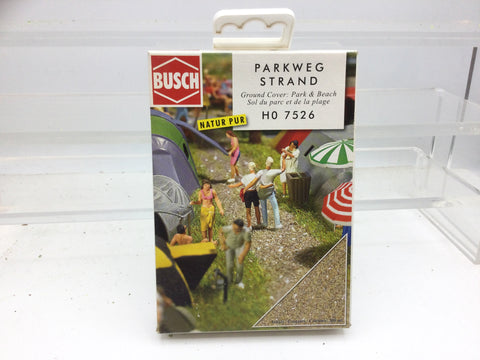 BUSCH
PARKWEG
STRAND
Ground Cover: Park & Beach
Sol du parc et de la plage
H0 7526
NATUR PUR